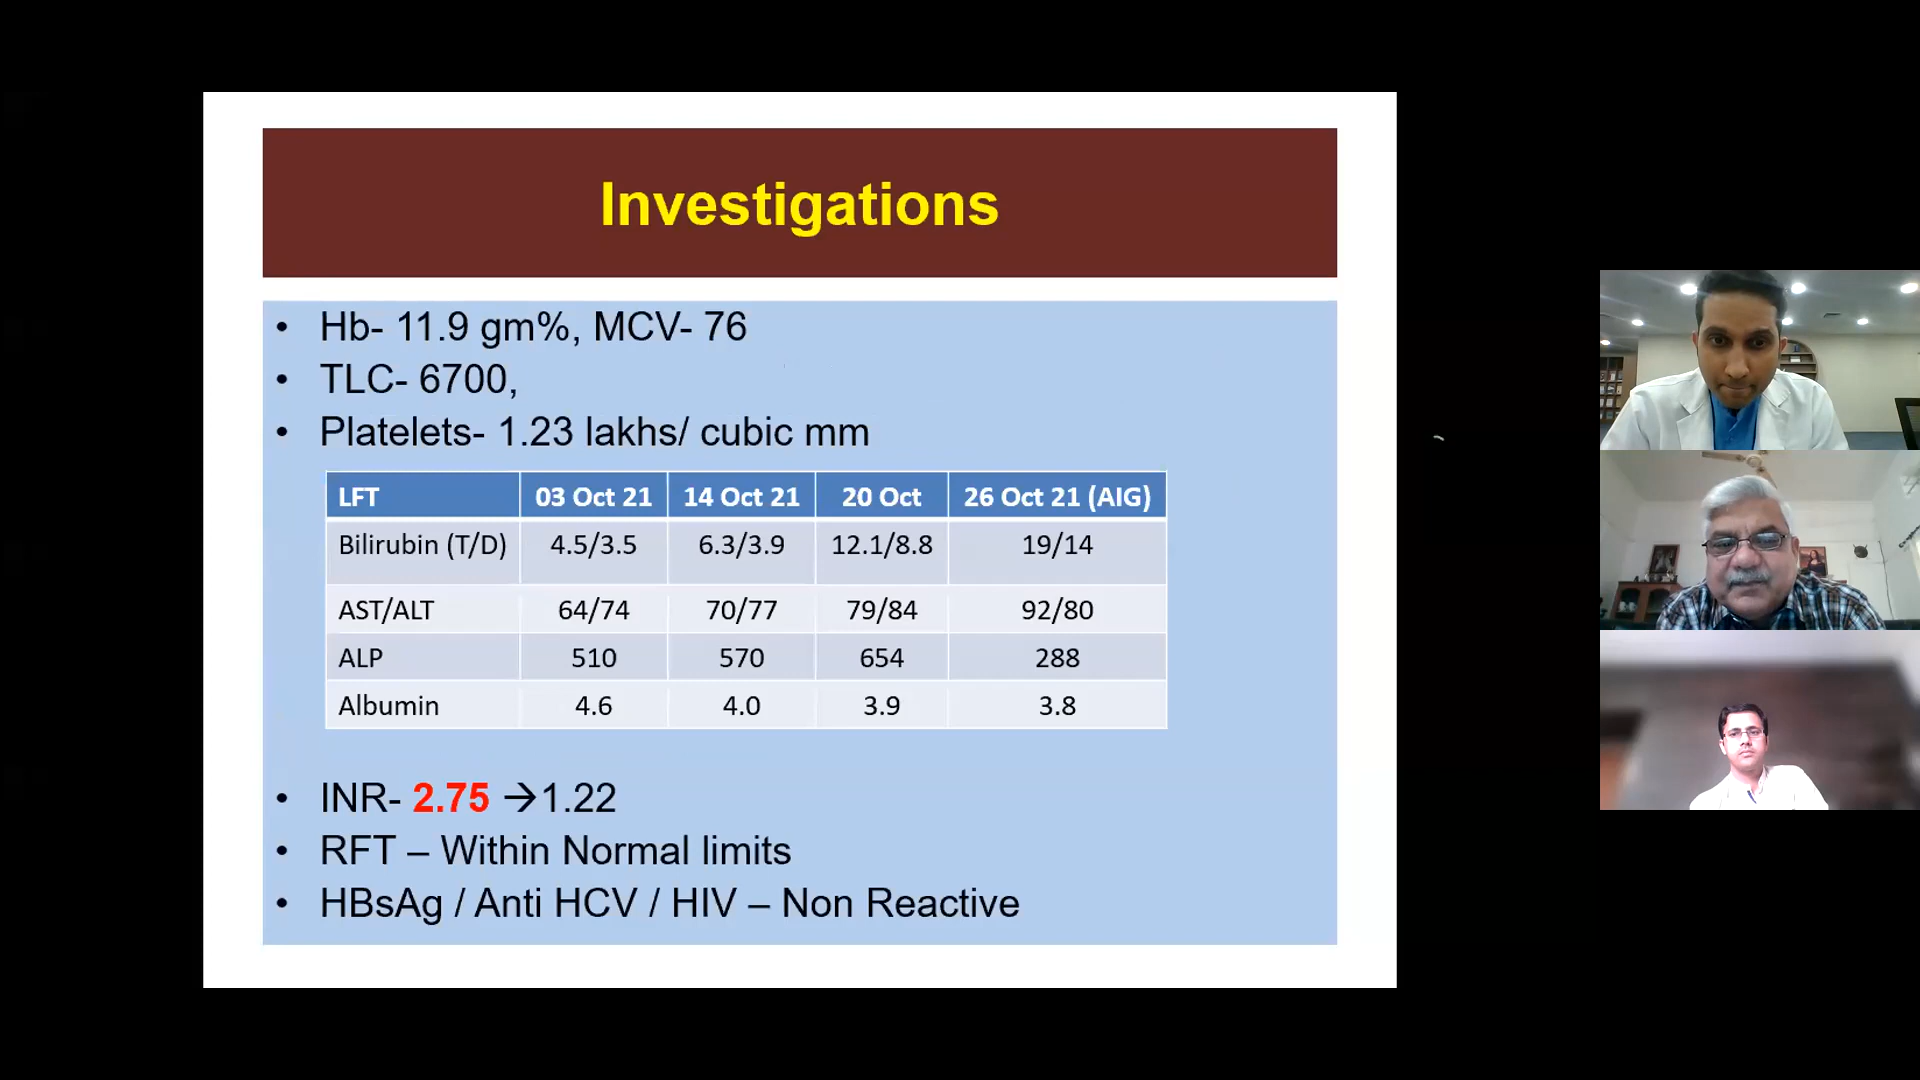 Investigations
• Hb- 11.9 gm%, MCV- 76
• TLC- 6700,
• Platelets- 1.23 lakhs/ cubic mm
LFT 03 Oct 21 14 Oct 21 20 Oct 26 Oct 21 (AIG)
Bilirubin (T/D) 4.5/3.5 6.3/3.9 12.1/8.8 19/14
AST/ALT 64/74 70/77 79/84 92/80
ALP 510 570 654 288
Albumin 4.6 4.0 3.9 3.8
• INR- 2.75 →1.22
• RFT – Within Normal limits
• HBsAg / Anti HCV / HIV – Non Reactive